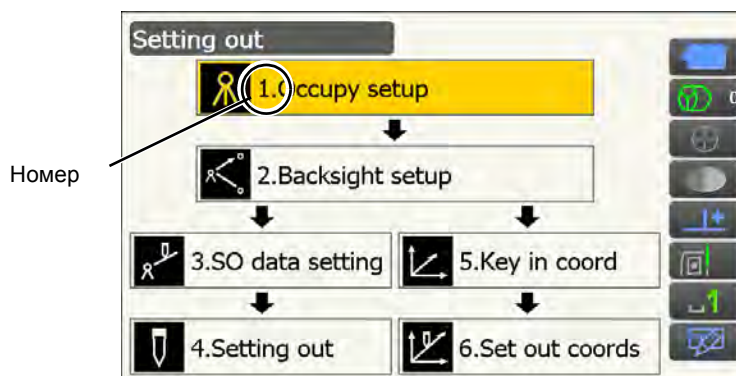 Setting out
1.Occupy setup
Номер
2.Backsight setup
3.SO data setting
5.Key in coord
4.Setting out
6.Set out coords
1